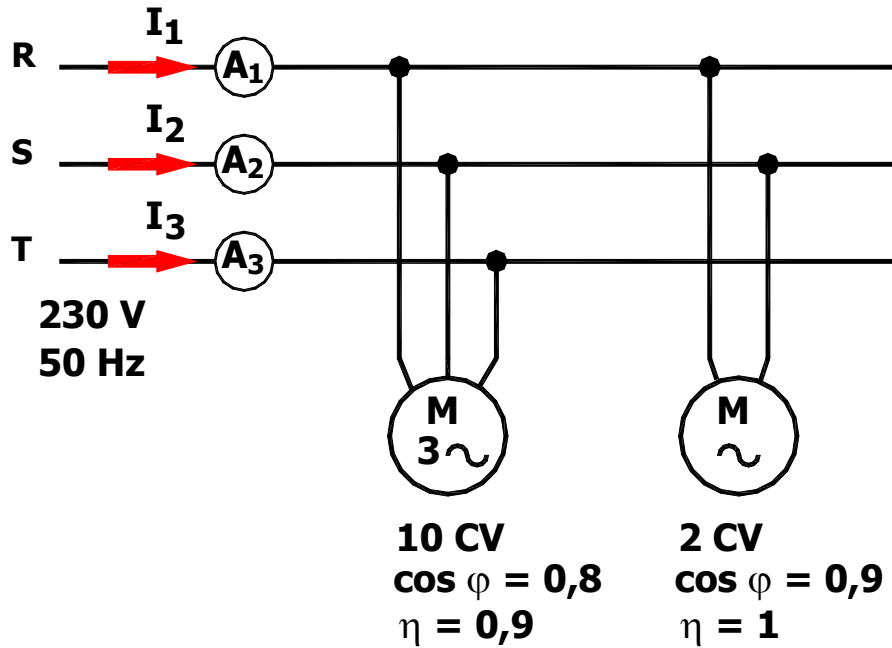 I1
R
A1
I2
S
A2
I3
T
A3
230 V
50 Hz
M
3
M
10 CV
cos φ = 0,8
η = 0,9
2 CV
cos φ = 0,9
η = 1